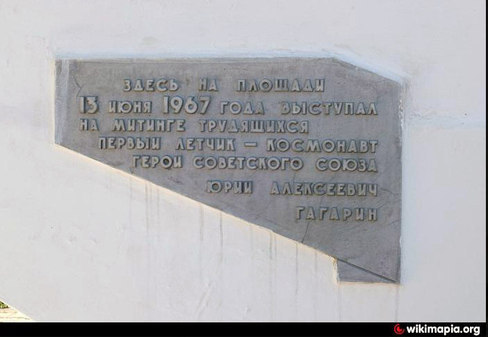 ЗДЕСЬ НА ПЛОЩАДИ
13 ИЮНЯ 1967 ГОДА ВЫСТУПАЛ
НА МИТИНГЕ ТРУДЯЩИХСЯ
ПЕРВЫЙ ЛЕТЧИК – КОСМОНАВТ
ГЕРОЙ СОВЕТСКОГО СОЮЗА
ЮРИЙ АЛЕКСЕЕВИЧ
ГАГАРИН
wikimapia.org